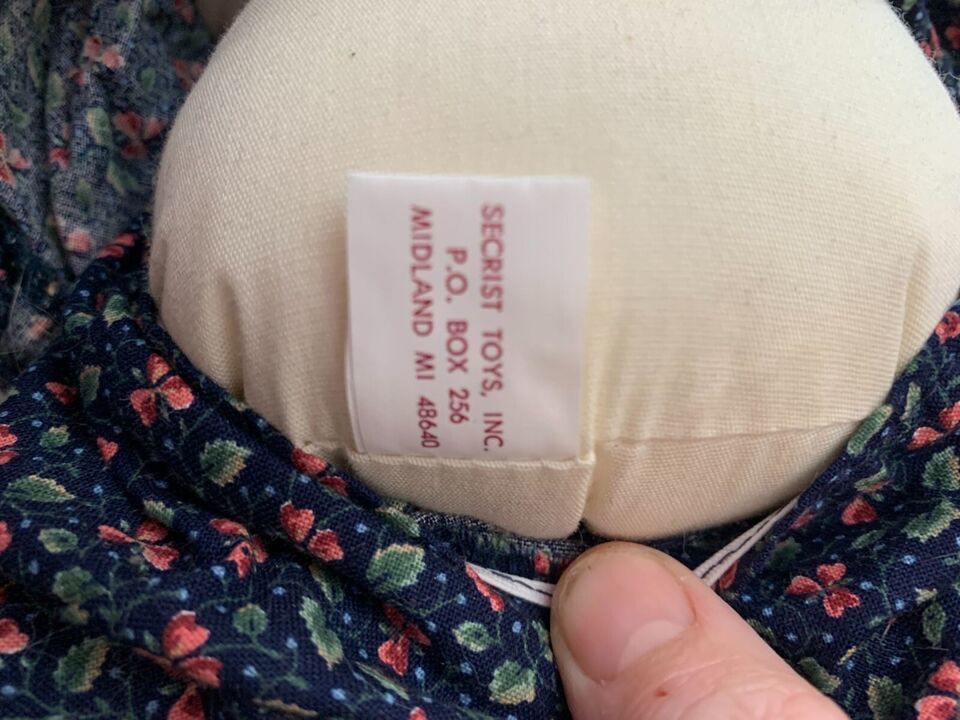 SECRIST TOYS, INC.
P.O. BOX 256
MIDLAND MI 48640